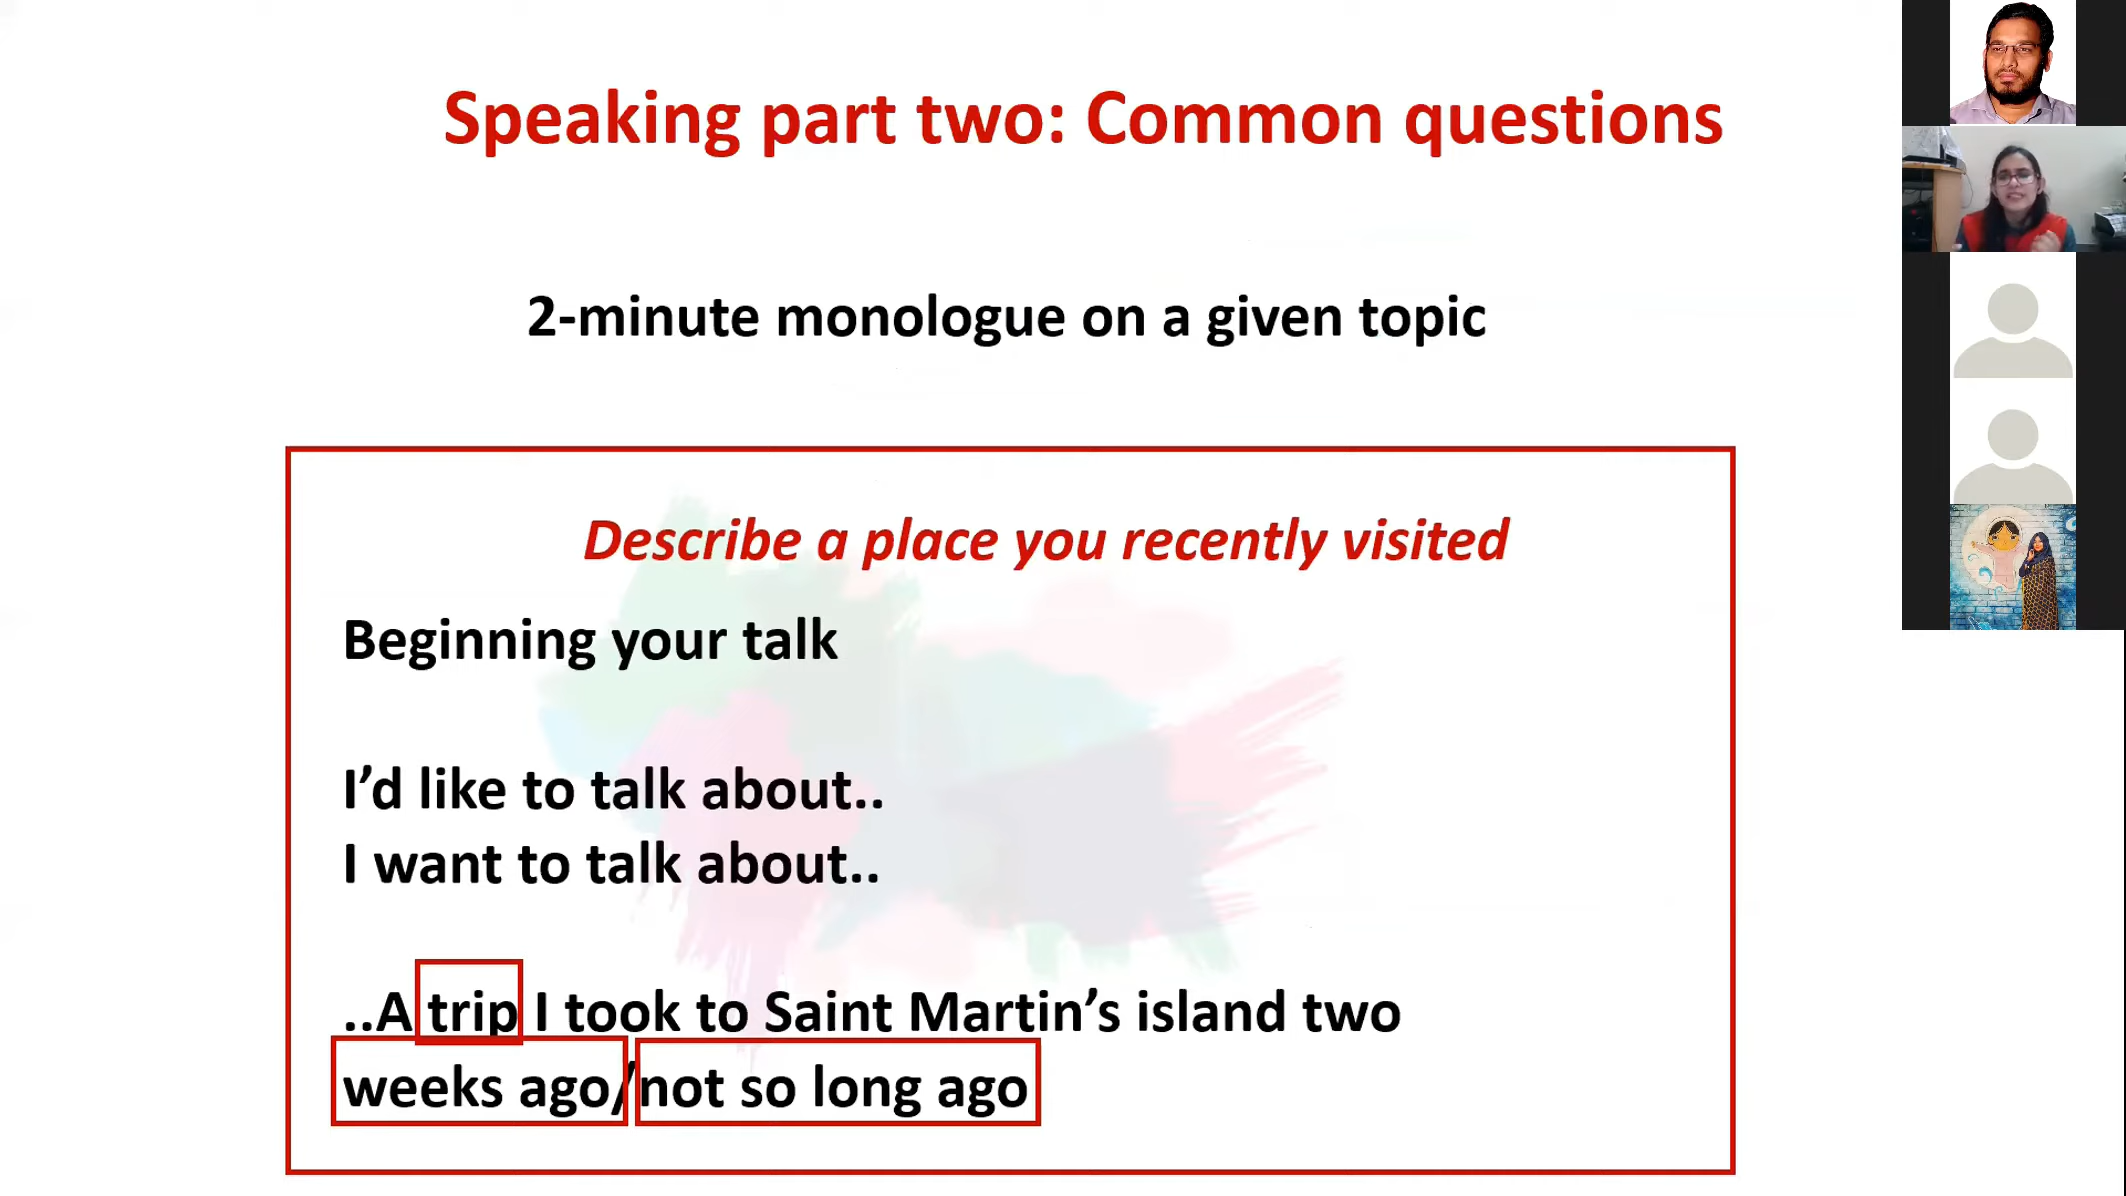 Speaking part two: Common questions
2-minute monologue on a given topic
Describe a place you recently visited
Beginning your talk
I’d like to talk about..
I want to talk about..
..A trip I took to Saint Martin’s island two
weeks ago/not so long ago